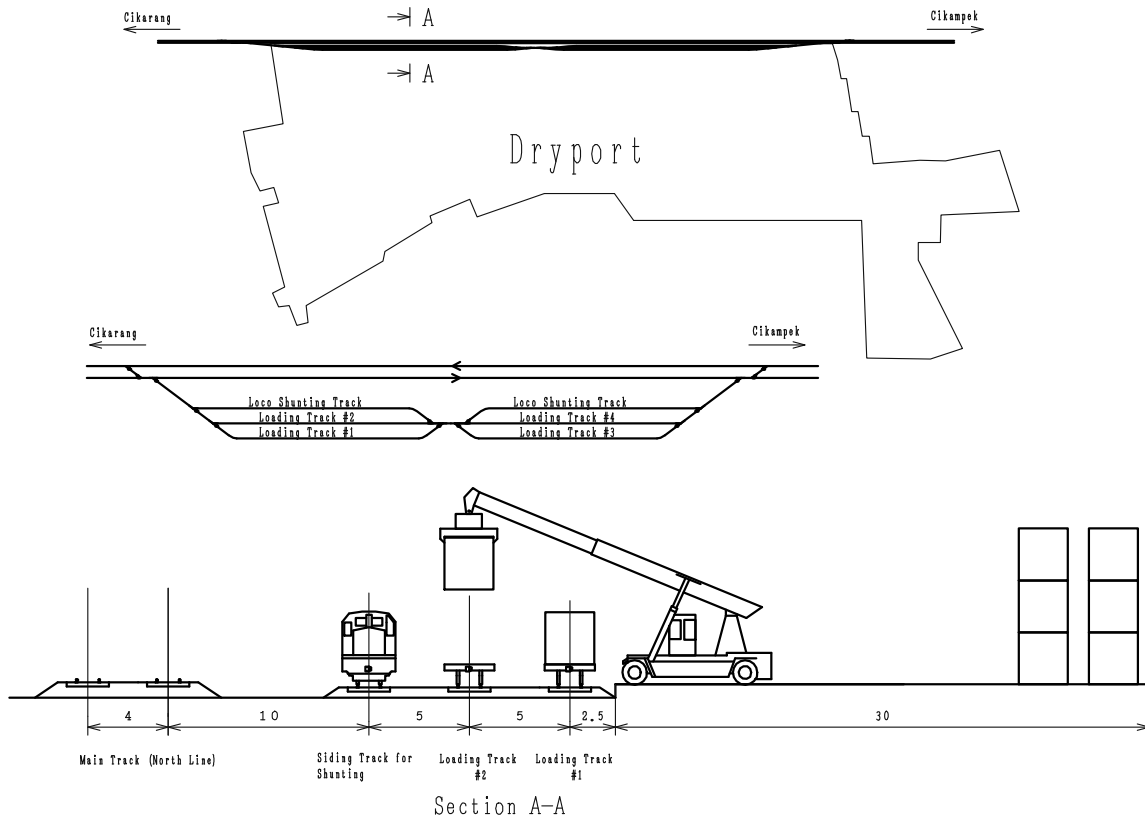 Cikarang
A
Cikampek
A
Dryport
Cikarang
Cikampek
Loco Shunting Track
Loco Shunting Track
Loading Track #2
Loading Track #4
Loading Track #1
Loading Track #3
4
10
5
5
2.5
30
Main Track (North Line)
Siding Track for
Shunting
Loading Track
#2
Loading Track
#1
Section A-A